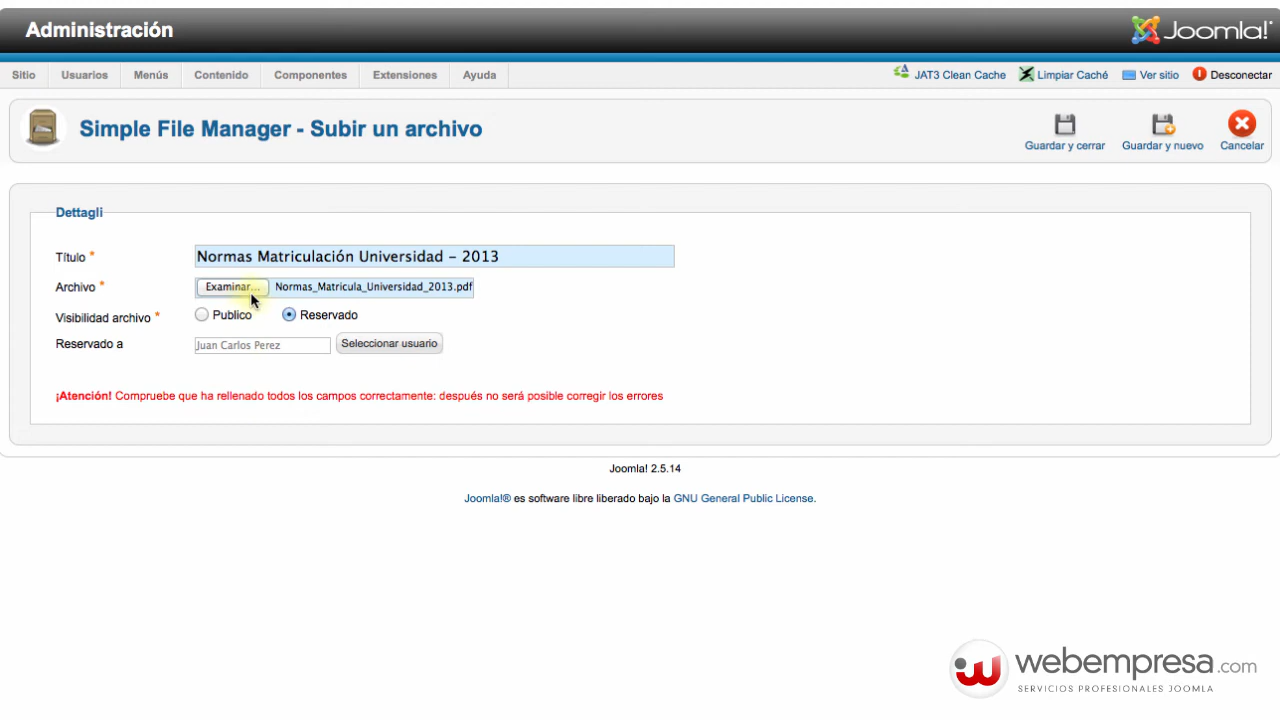 Administración
Joomla!
Sitio Usuarios Menús Contenido Componentes Extensiones Ayuda JAT3 Clean Cache Limpiar Caché Ver sitio Desconectar
Simple File Manager - Subir un archivo
Guardar y cerrar Guardar y nuevo Cancelar
Dettagli
Título * Normas Matriculación Universidad – 2013
Archivo * Examinar... Normas_Matricula_Universidad_2013.pdf
Visibilidad archivo * Publico Reservado
Reservado a Juan Carlos Perez Seleccionar usuario
¡Atención! Compruebe que ha rellenado todos los campos correctamente: después no será posible corregir los errores
Joomla! 2.5.14
Joomla!® es software libre liberado bajo la GNU General Public License.
webempresa.com
SERVICIOS PROFESIONALES JOOMLA